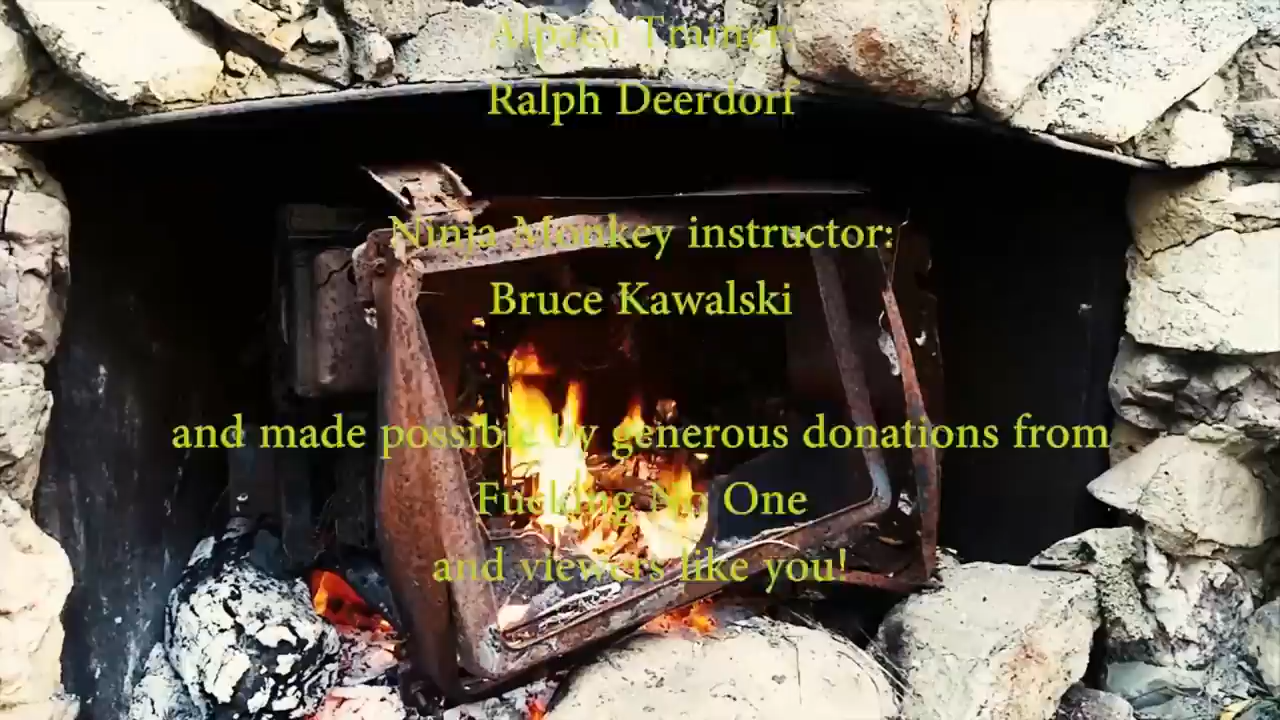 Alpaca Trainer:
Ralph Deerdorf
Ninja Monkey instructor:
Bruce Kawalski
and made possible by generous donations from
Fucking No One
and viewers like you!